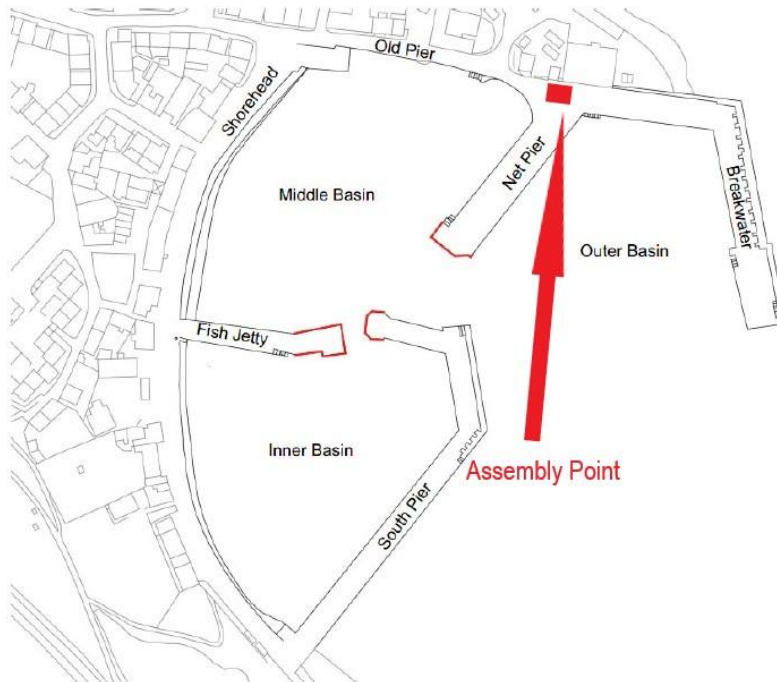 Old Pier
Shorehead
Net Pier
Middle Basin
Breakwater
Outer Basin
Fish Jetty
Inner Basin
Assembly Point
South Pier